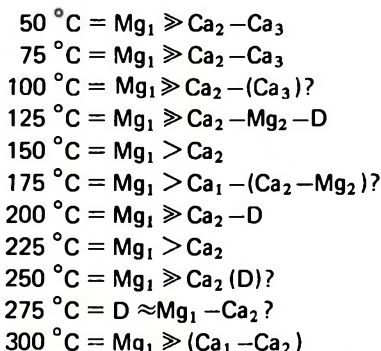 50 °C = Mg₁ ⪢ Ca₂ –Ca₃
75 °C = Mg₁ ⪢ Ca₂ –Ca₃
100 °C = Mg₁ ⪢ Ca₂ –(Ca₃)?
125 °C = Mg₁ ⪢ Ca₂ –Mg₂ –D
150 °C = Mg₁ > Ca₂
175 °C = Mg₁ > Ca₁ –(Ca₂ –Mg₂)?
200 °C = Mg₁ ⪢ Ca₂ –D
225 °C = Mg₁ > Ca₂
250 °C = Mg₁ ⪢ Ca₂ (D)?
275 °C = D ≈ Mg₁ –Ca₂ ?
300 °C = Mg₁ ⪢ (Ca₁ –Ca₂)